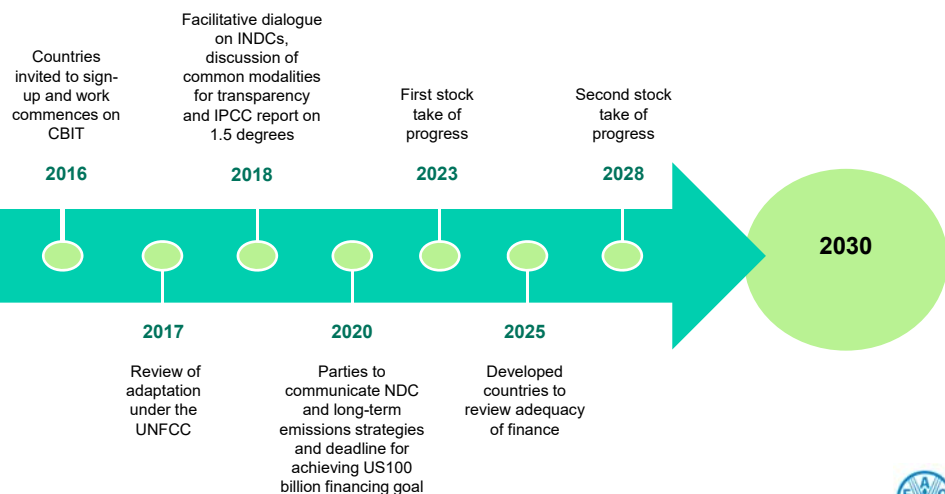 Countries
invited to sign-
up and work
commences on
CBIT
2016
Facilitative dialogue
on INDCs,
discussion of
common modalities
for transparency
and IPCC report on
1.5 degrees
2018
First stock
take of
progress
2023
Second stock
take of
progress
2028
2030
2017
Review of
adaptation
under the
UNFCC
2020
Parties to
communicate NDC
and long-term
emissions strategies
and deadline for
achieving US100
billion financing goal
2025
Developed
countries to
review adequacy
of finance